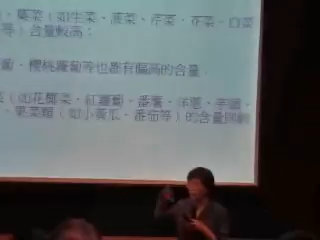 ，葉菜（如生菜、菠菜、芹菜、芥菜、白菜
等）含量較高；
蔔、櫻桃蘿蔔等也都有偏高的含量
（如花椰菜、紅蘿蔔、番薯、洋蔥、芋頭、
、果菜類（如小黃瓜、番茄等）的含量則較